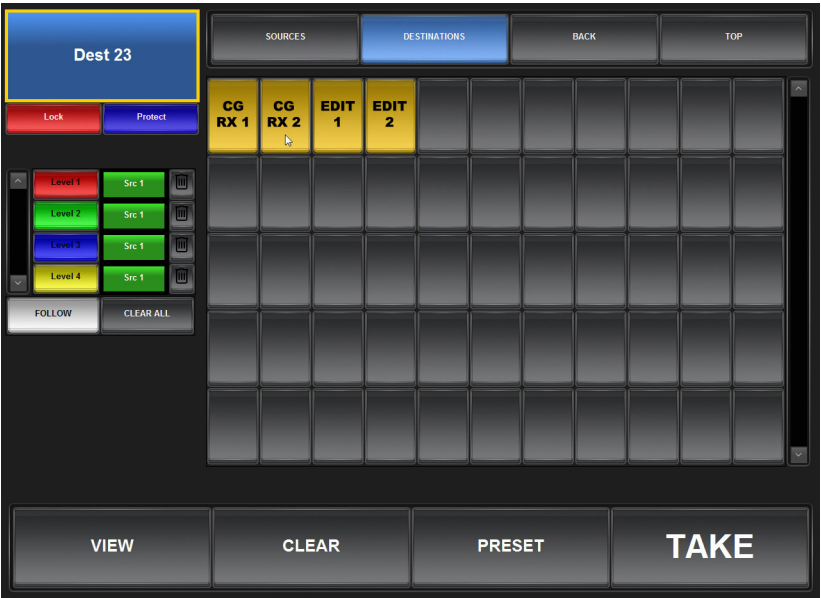 Dest 23
SOURCES
DESTINATIONS
BACK
TOP
Lock
Protect
CG
RX 1
CG
RX 2
EDIT
1
EDIT
2
Level 1
Src 1
Level 2
Src 1
Level 3
Src 1
Level 4
Src 1
FOLLOW
CLEAR ALL
VIEW
CLEAR
PRESET
TAKE